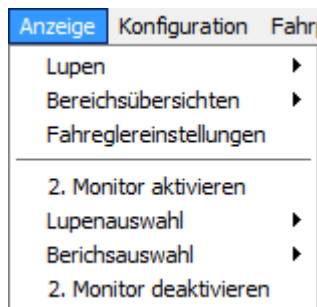 Anzeige Konfiguration Fahr
Lupen
Bereichsübersichten
Fahreglereinstellungen
2. Monitor aktivieren
Lupenauswahl
Berichsauswahl
2. Monitor deaktivieren